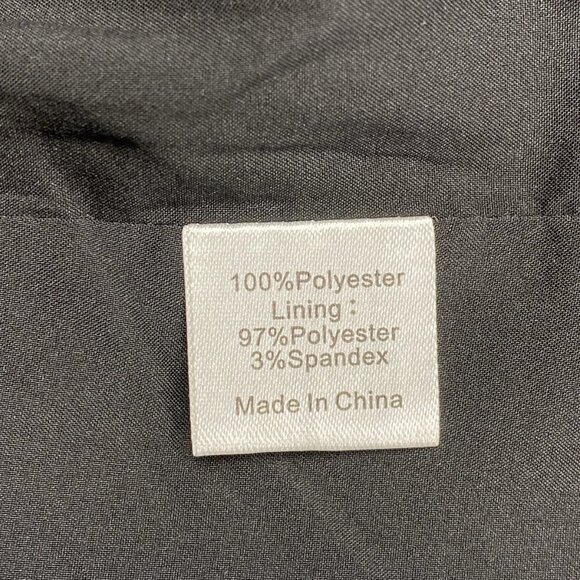 100%Polyester
Lining：
97%Polyester
3%Spandex
Made In China